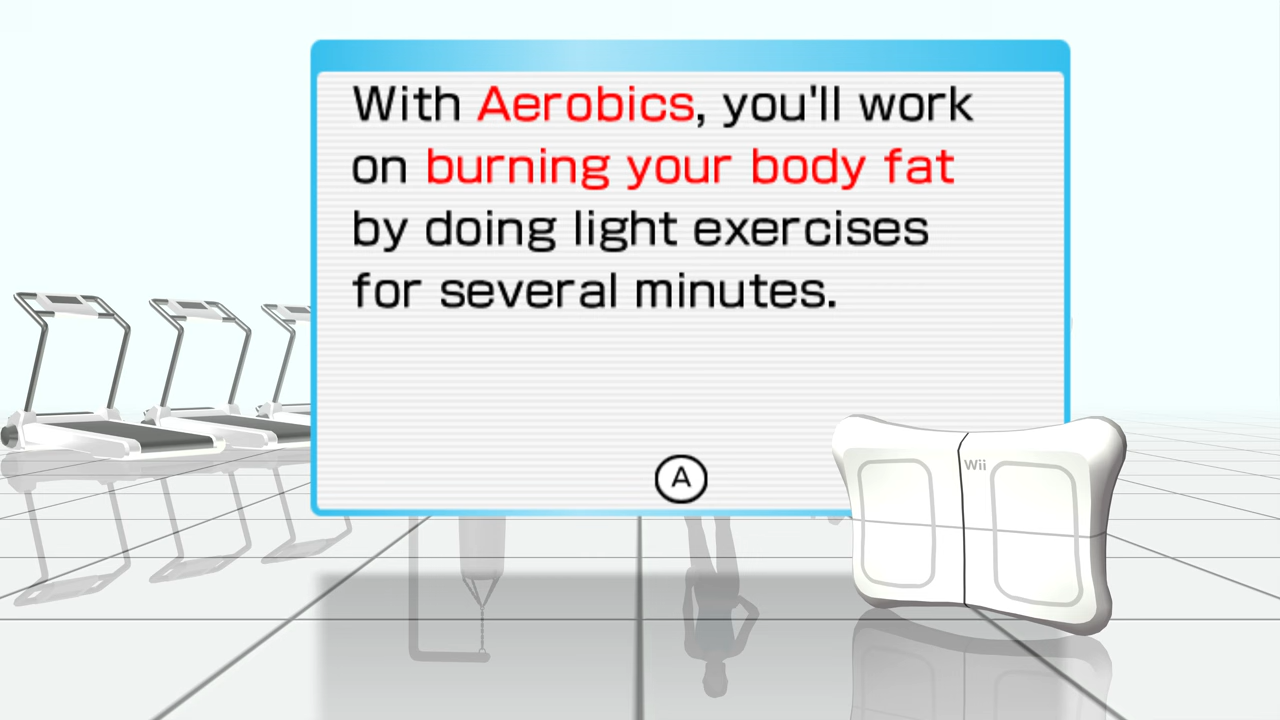 With Aerobics, you'll work
on burning your body fat
by doing light exercises
for several minutes.
A
Wii